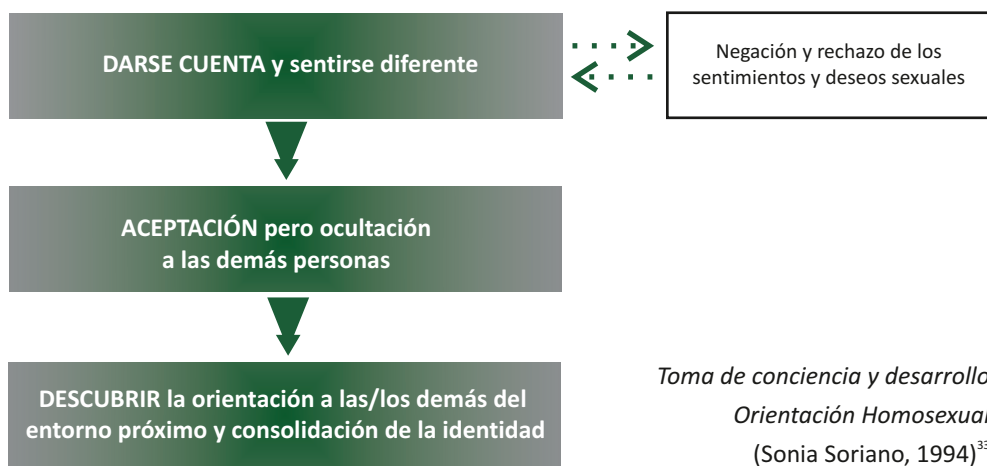 DARSE CUENTA y sentirse diferente
Negación y rechazo de los
sentimientos y deseos sexuales
ACEPTACIÓN pero ocultación
a las demás personas
DESCUBRIR la orientación a las/los demás del
entorno próximo y consolidación de la identidad
Toma de conciencia y desarrollo
Orientación Homosexual
(Sonia Soriano, 1994)³³